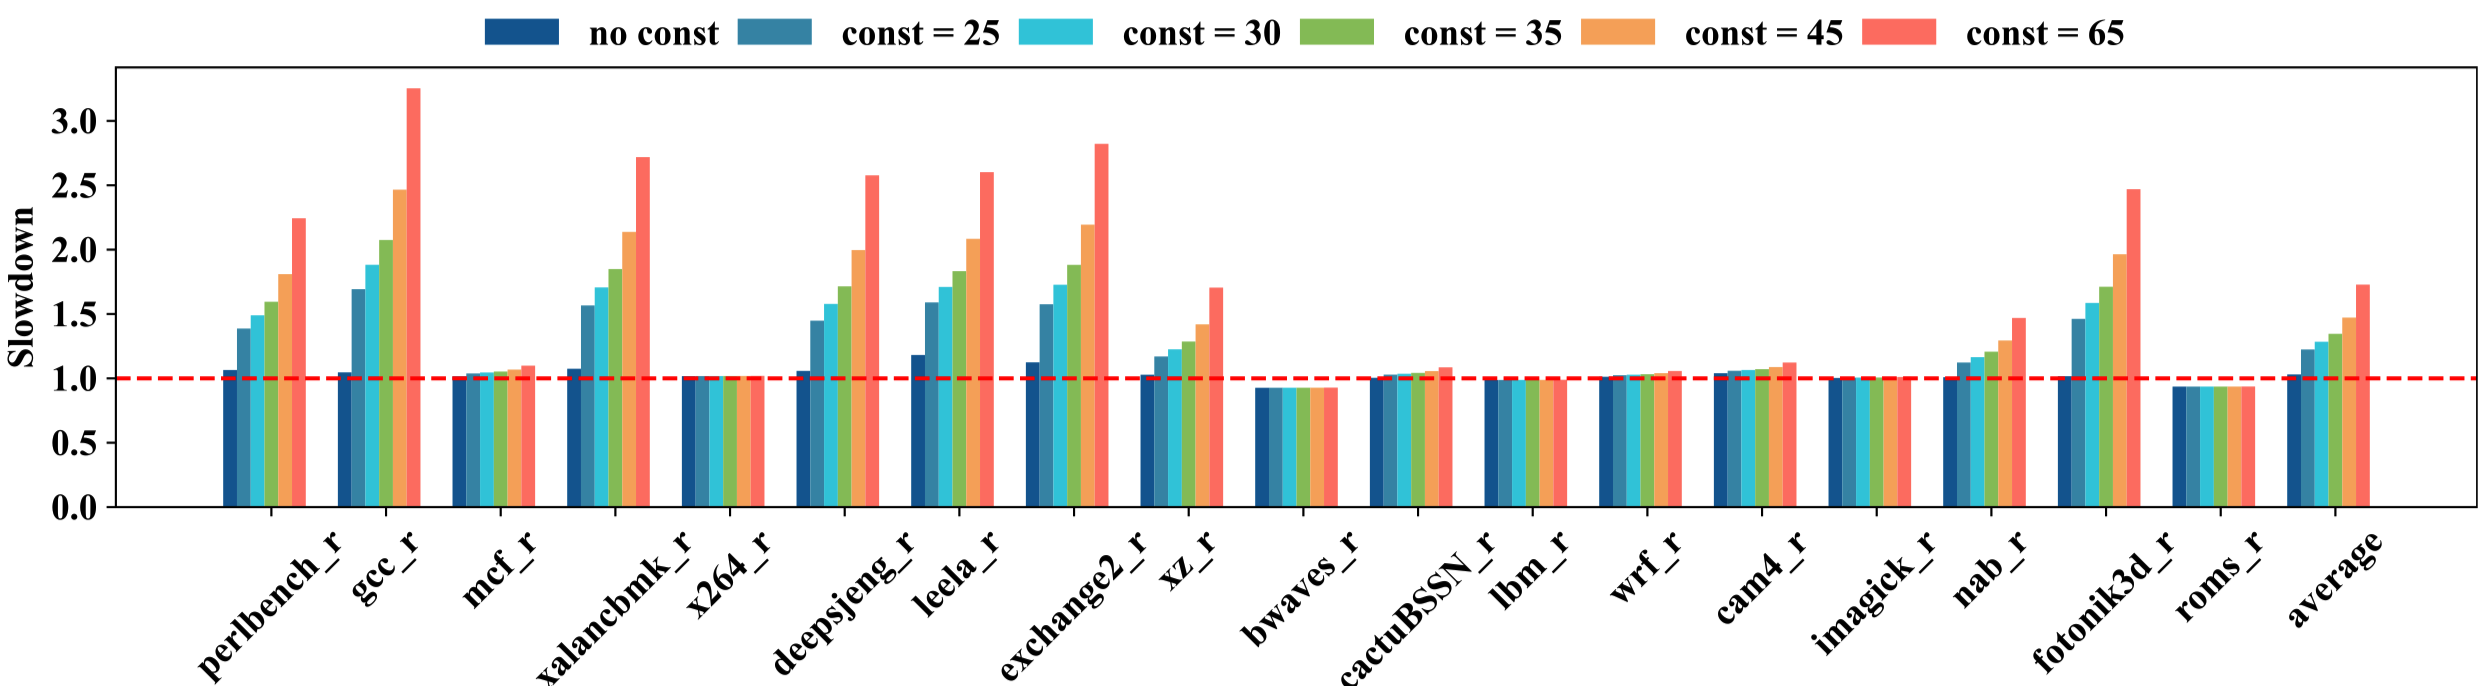 no const const = 25 const = 30 const = 35 const = 45 const = 65
Slowdown
3.0
2.5
2.0
1.5
1.0
0.5
0.0
perlbench_r
gcc_r
mcf_r
xalancbmk_r
x264_r
deepsjeng_r
leela_r
exchange2_r
xz_r
bwaves_r
cactuBSSN_r
lbm_r
wrf_r
cam4_r
imagick_r
nab_r
fotonik3d_r
roms_r
average